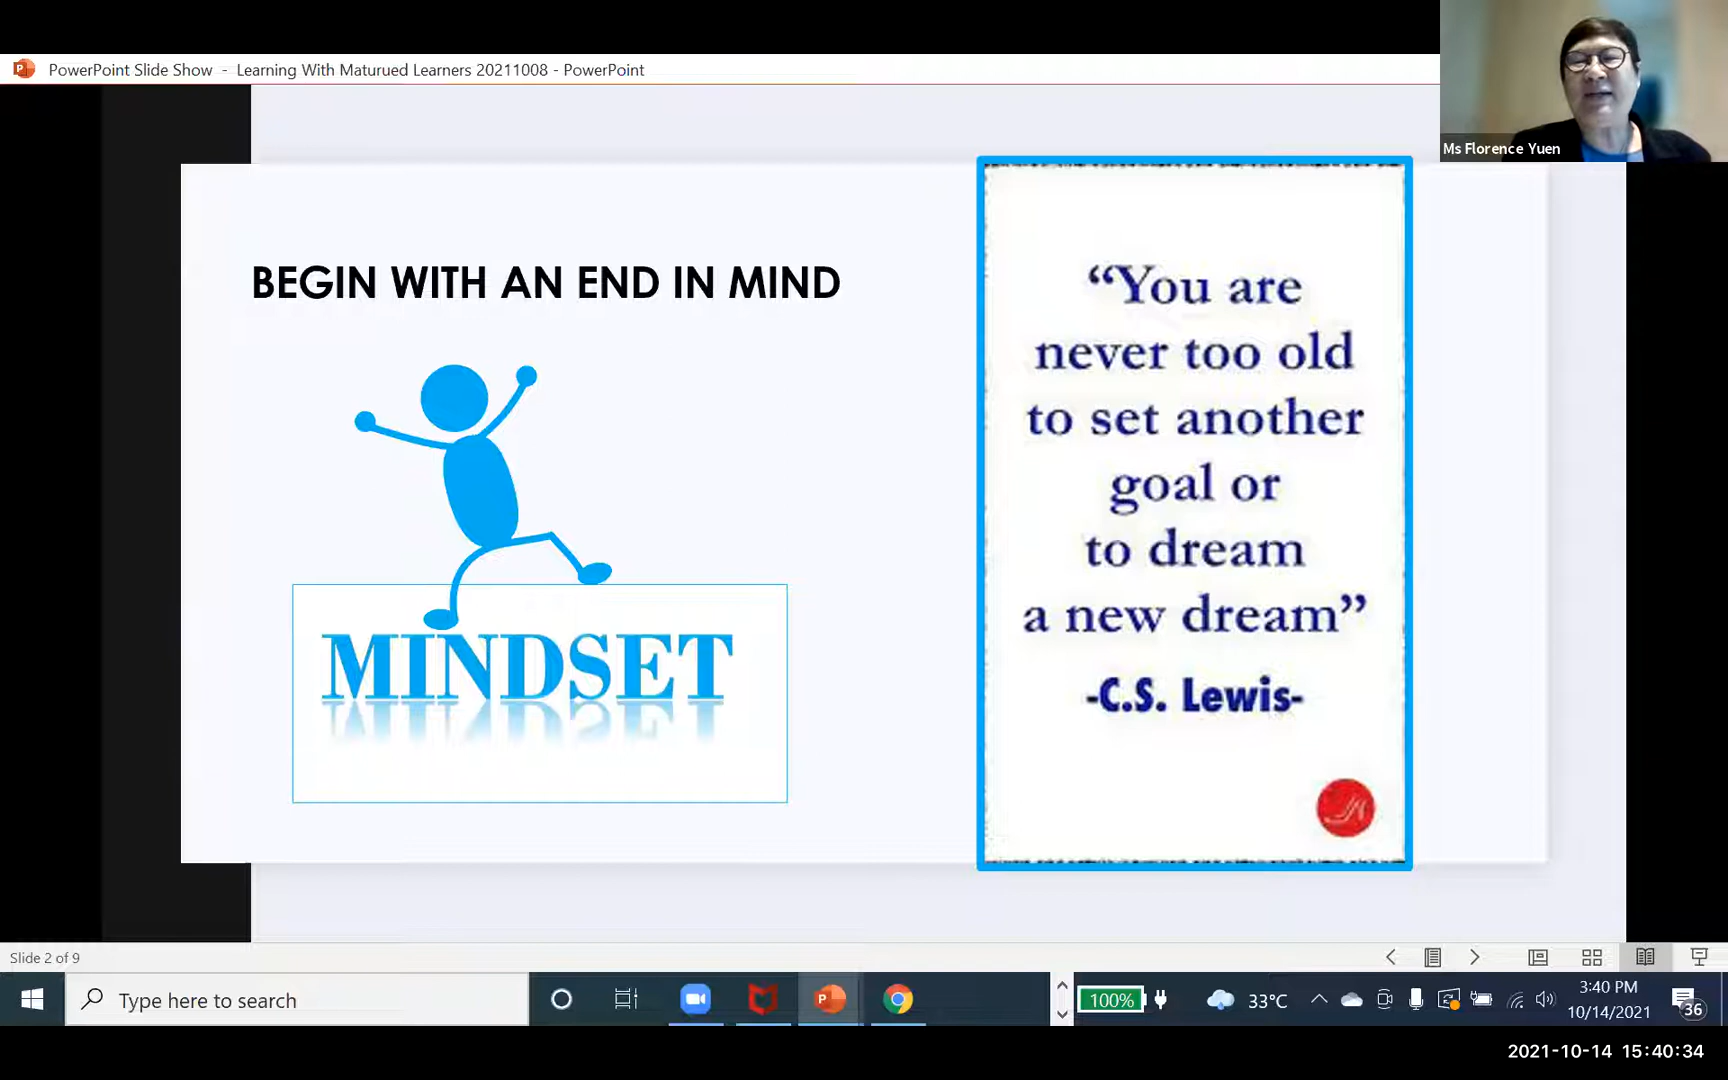 PowerPoint Slide Show - Learning With Maturued Learners 20211008 - PowerPoint
Ms Florence Yuen
BEGIN WITH AN END IN MIND
MINDSET
“You are
never too old
to set another
goal or
to dream
a new dream”
-C.S. Lewis-
Slide 2 of 9
Type here to search
100%
33°C
3:40 PM
10/14/2021
36
2021-10-14 15:40:34